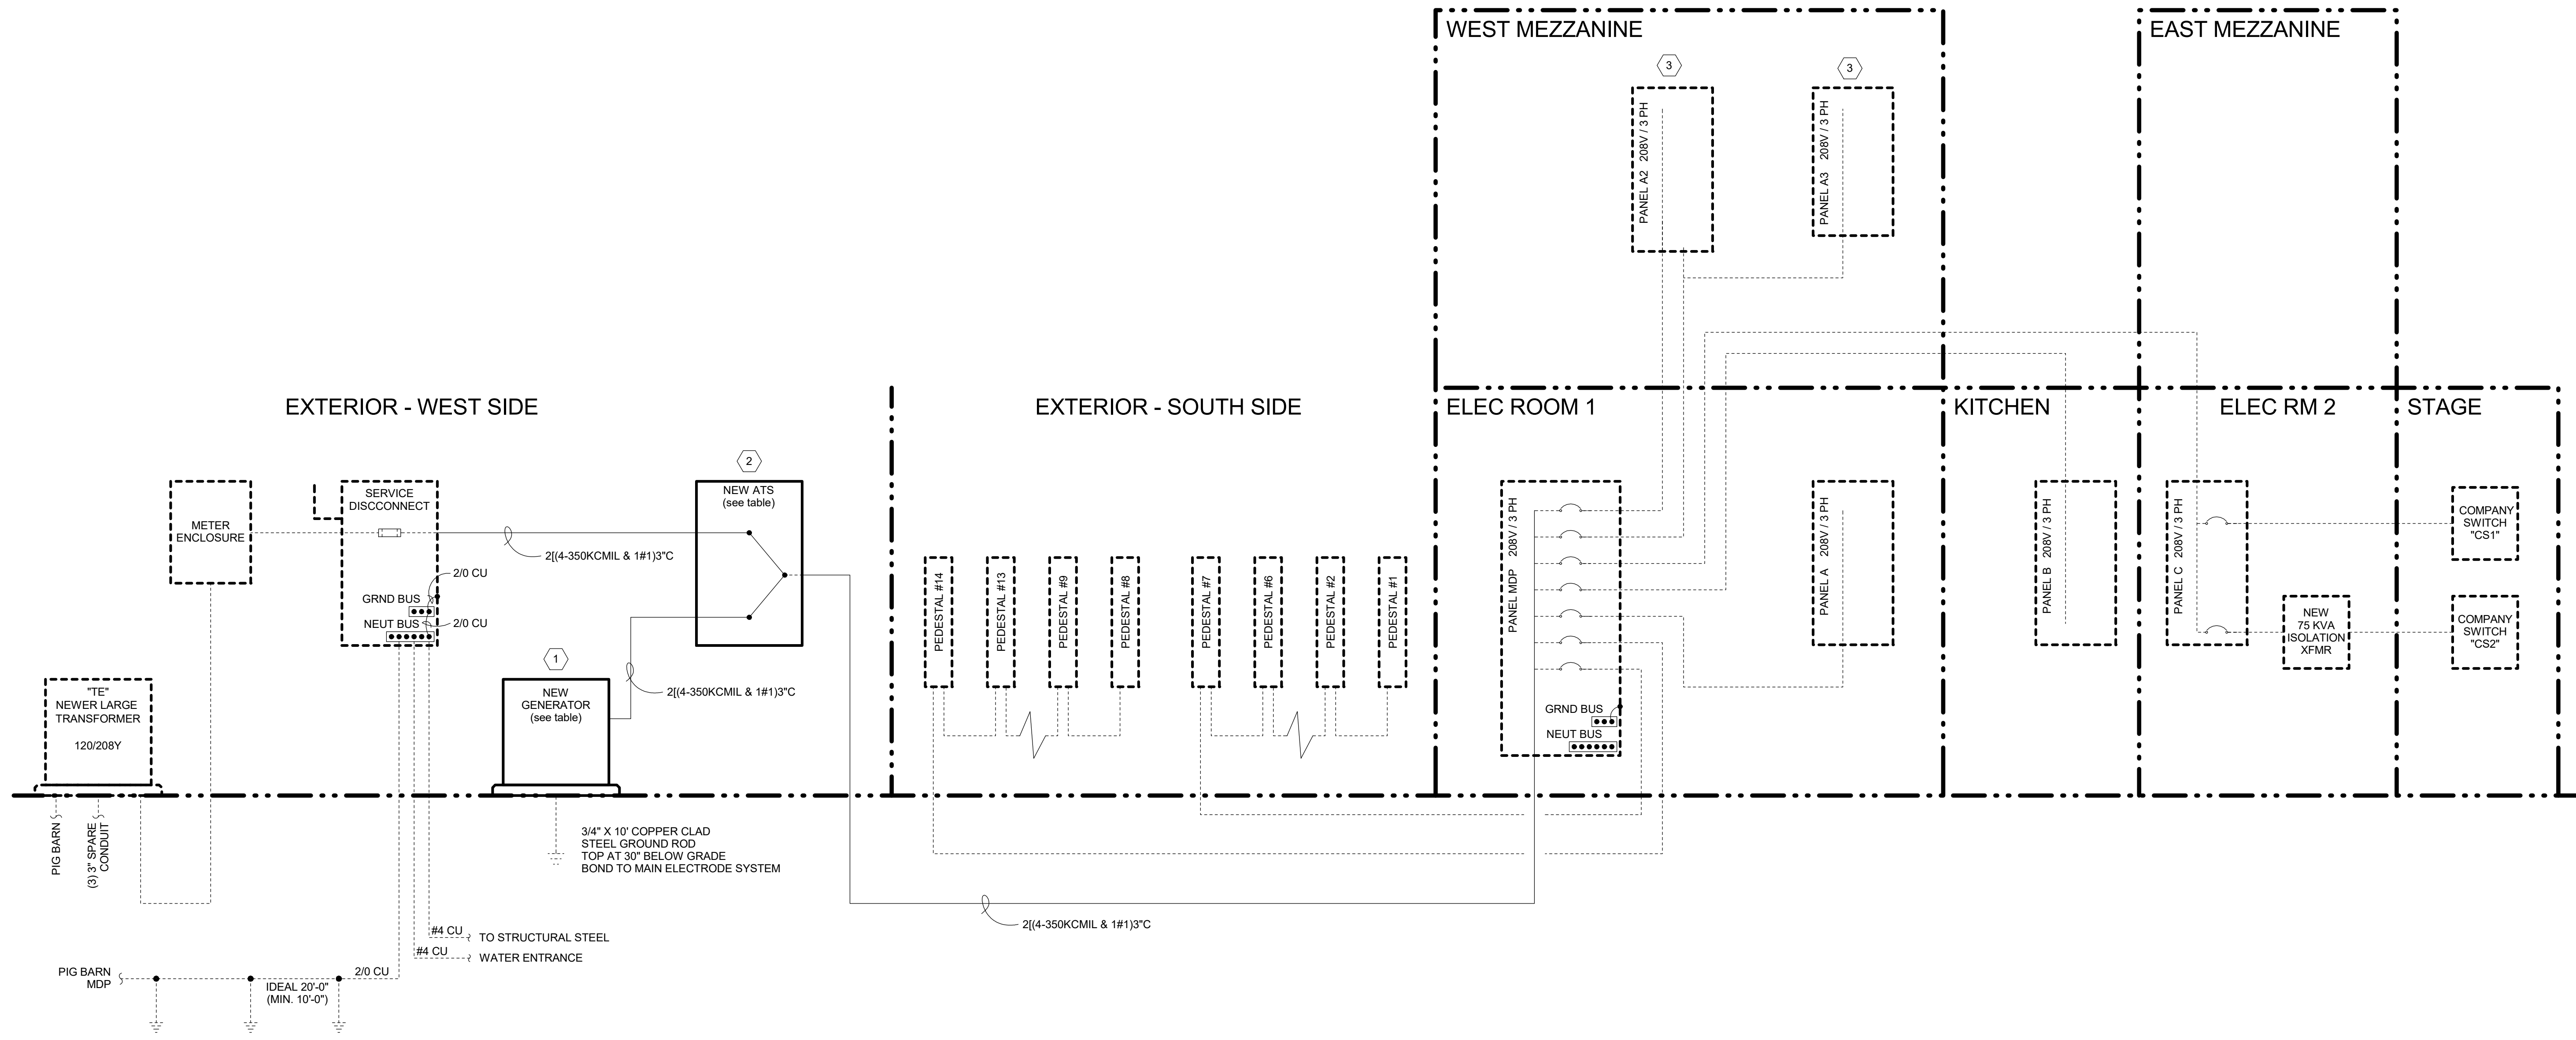 WEST MEZZANINE
EAST MEZZANINE
3
3
PANEL A2 208V / 3 PH
PANEL A3 208V / 3 PH
EXTERIOR - WEST SIDE
EXTERIOR - SOUTH SIDE
ELEC ROOM 1
KITCHEN
ELEC RM 2
STAGE
METER
ENCLOSURE
SERVICE
DISCCONNECT
GRND BUS
NEUT BUS
2/0 CU
2/0 CU
2[(4-350KCMIL & 1#1)3"C
2
NEW ATS
(see table)
1
NEW
GENERATOR
(see table)
2[(4-350KCMIL & 1#1)3"C
"TE"
NEWER LARGE
TRANSFORMER
120/208Y
PIG BARN
(3) 3" SPARE
CONDUIT
3/4" X 10' COPPER CLAD
STEEL GROUND ROD
TOP AT 30" BELOW GRADE
BOND TO MAIN ELECTRODE SYSTEM
#4 CU
TO STRUCTURAL STEEL
#4 CU
WATER ENTRANCE
PIG BARN
MDP
2/0 CU
IDEAL 20'-0"
(MIN. 10'-0")
2[(4-350KCMIL & 1#1)3"C
PEDESTAL #14
PEDESTAL #13
PEDESTAL #9
PEDESTAL #8
PEDESTAL #7
PEDESTAL #6
PEDESTAL #2
PEDESTAL #1
PANEL MDP 208V / 3 PH
GRND BUS
NEUT BUS
PANEL A 208V / 3 PH
PANEL B 208V / 3 PH
PANEL C 208V / 3 PH
NEW
75 KVA
ISOLATION
XFMR
COMPANY
SWITCH
"CS1"
COMPANY
SWITCH
"CS2"